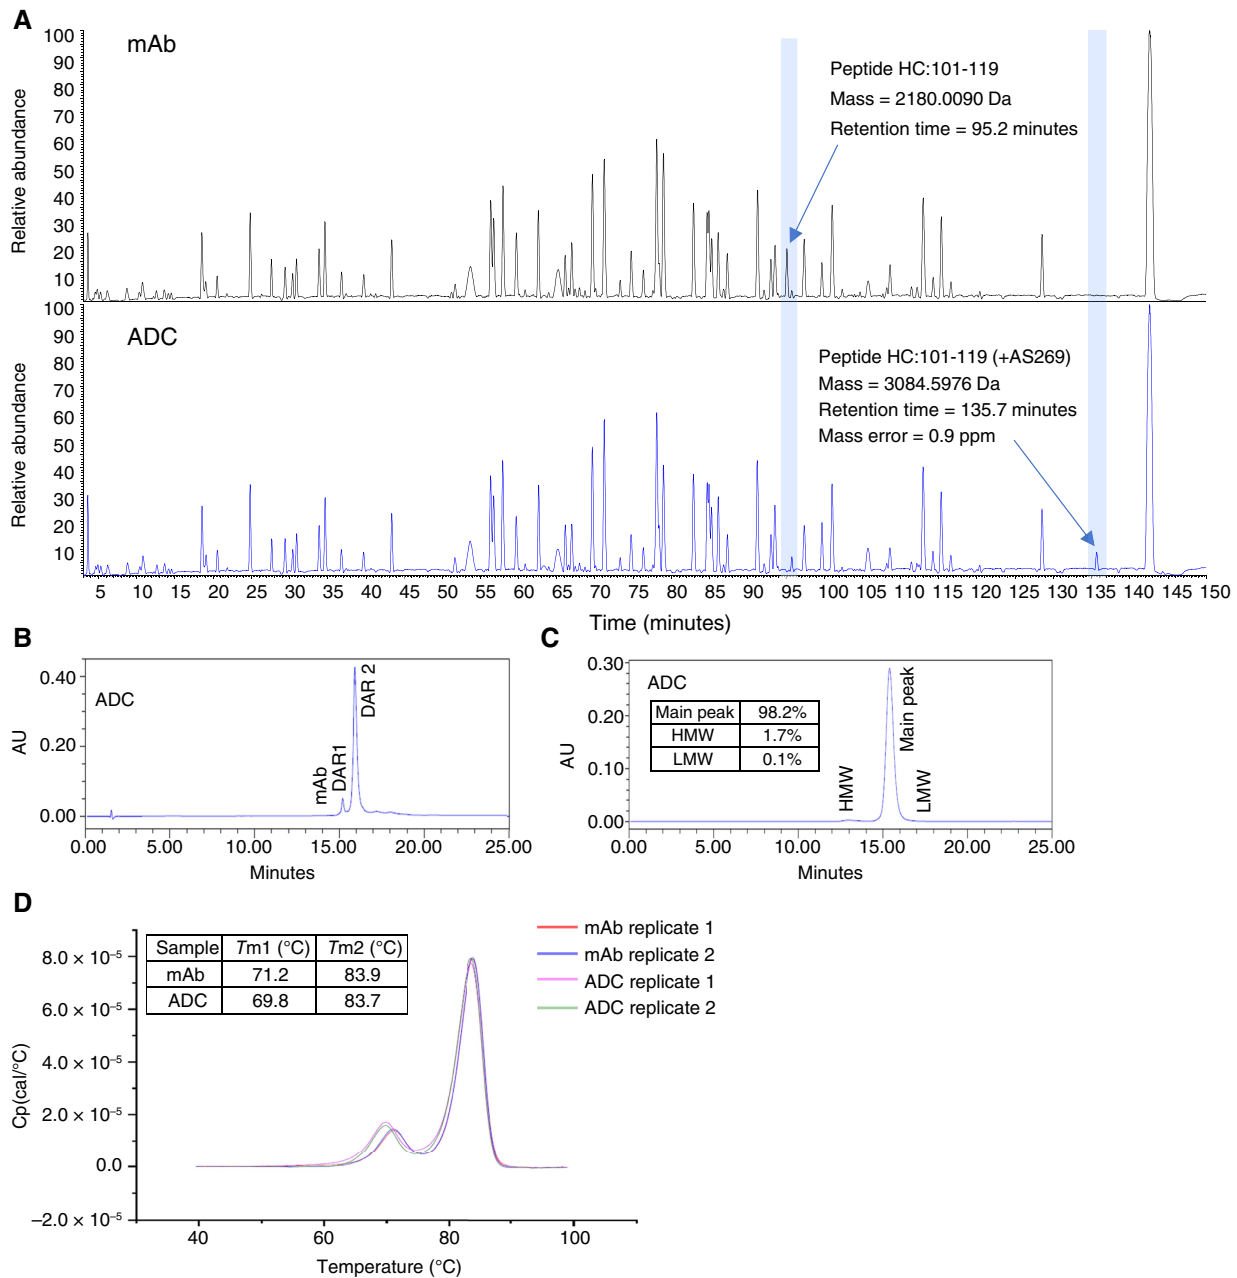 A
mAb
Relative abundance
100
90
80
70
60
50
40
30
20
10
Peptide HC:101-119
Mass = 2180.0090 Da
Retention time = 95.2 minutes
ADC
Relative abundance
100
90
80
70
60
50
40
30
20
10
Peptide HC:101-119 (+AS269)
Mass = 3084.5976 Da
Retention time = 135.7 minutes
Mass error = 0.9 ppm
5 10 15 20 25 30 35 40 45 50 55 60 65 70 75 80 85 90 95 100 105 110 115 120 125 130 135 140 145 150
Time (minutes)
B
ADC
AU
0.40
0.20
0.00
mAb
DAR1
DAR 2
0.00 5.00 10.00 15.00 20.00 25.00
Minutes
C
ADC
AU
0.30
0.20
0.10
0.00
Main peak 98.2%
HMW 1.7%
LMW 0.1%
HMW
Main peak
LMW
0.00 5.00 10.00 15.00 20.00 25.00
Minutes
D
Sample Tm1 (°C) Tm2 (°C)
mAb 71.2 83.9
ADC 69.8 83.7
mAb replicate 1
mAb replicate 2
ADC replicate 1
ADC replicate 2
Cp(cal/°C)
8.0 × 10⁻⁵
6.0 × 10⁻⁵
4.0 × 10⁻⁵
2.0 × 10⁻⁵
0.0
–2.0 × 10⁻⁵
40 60 80 100
Temperature (°C)